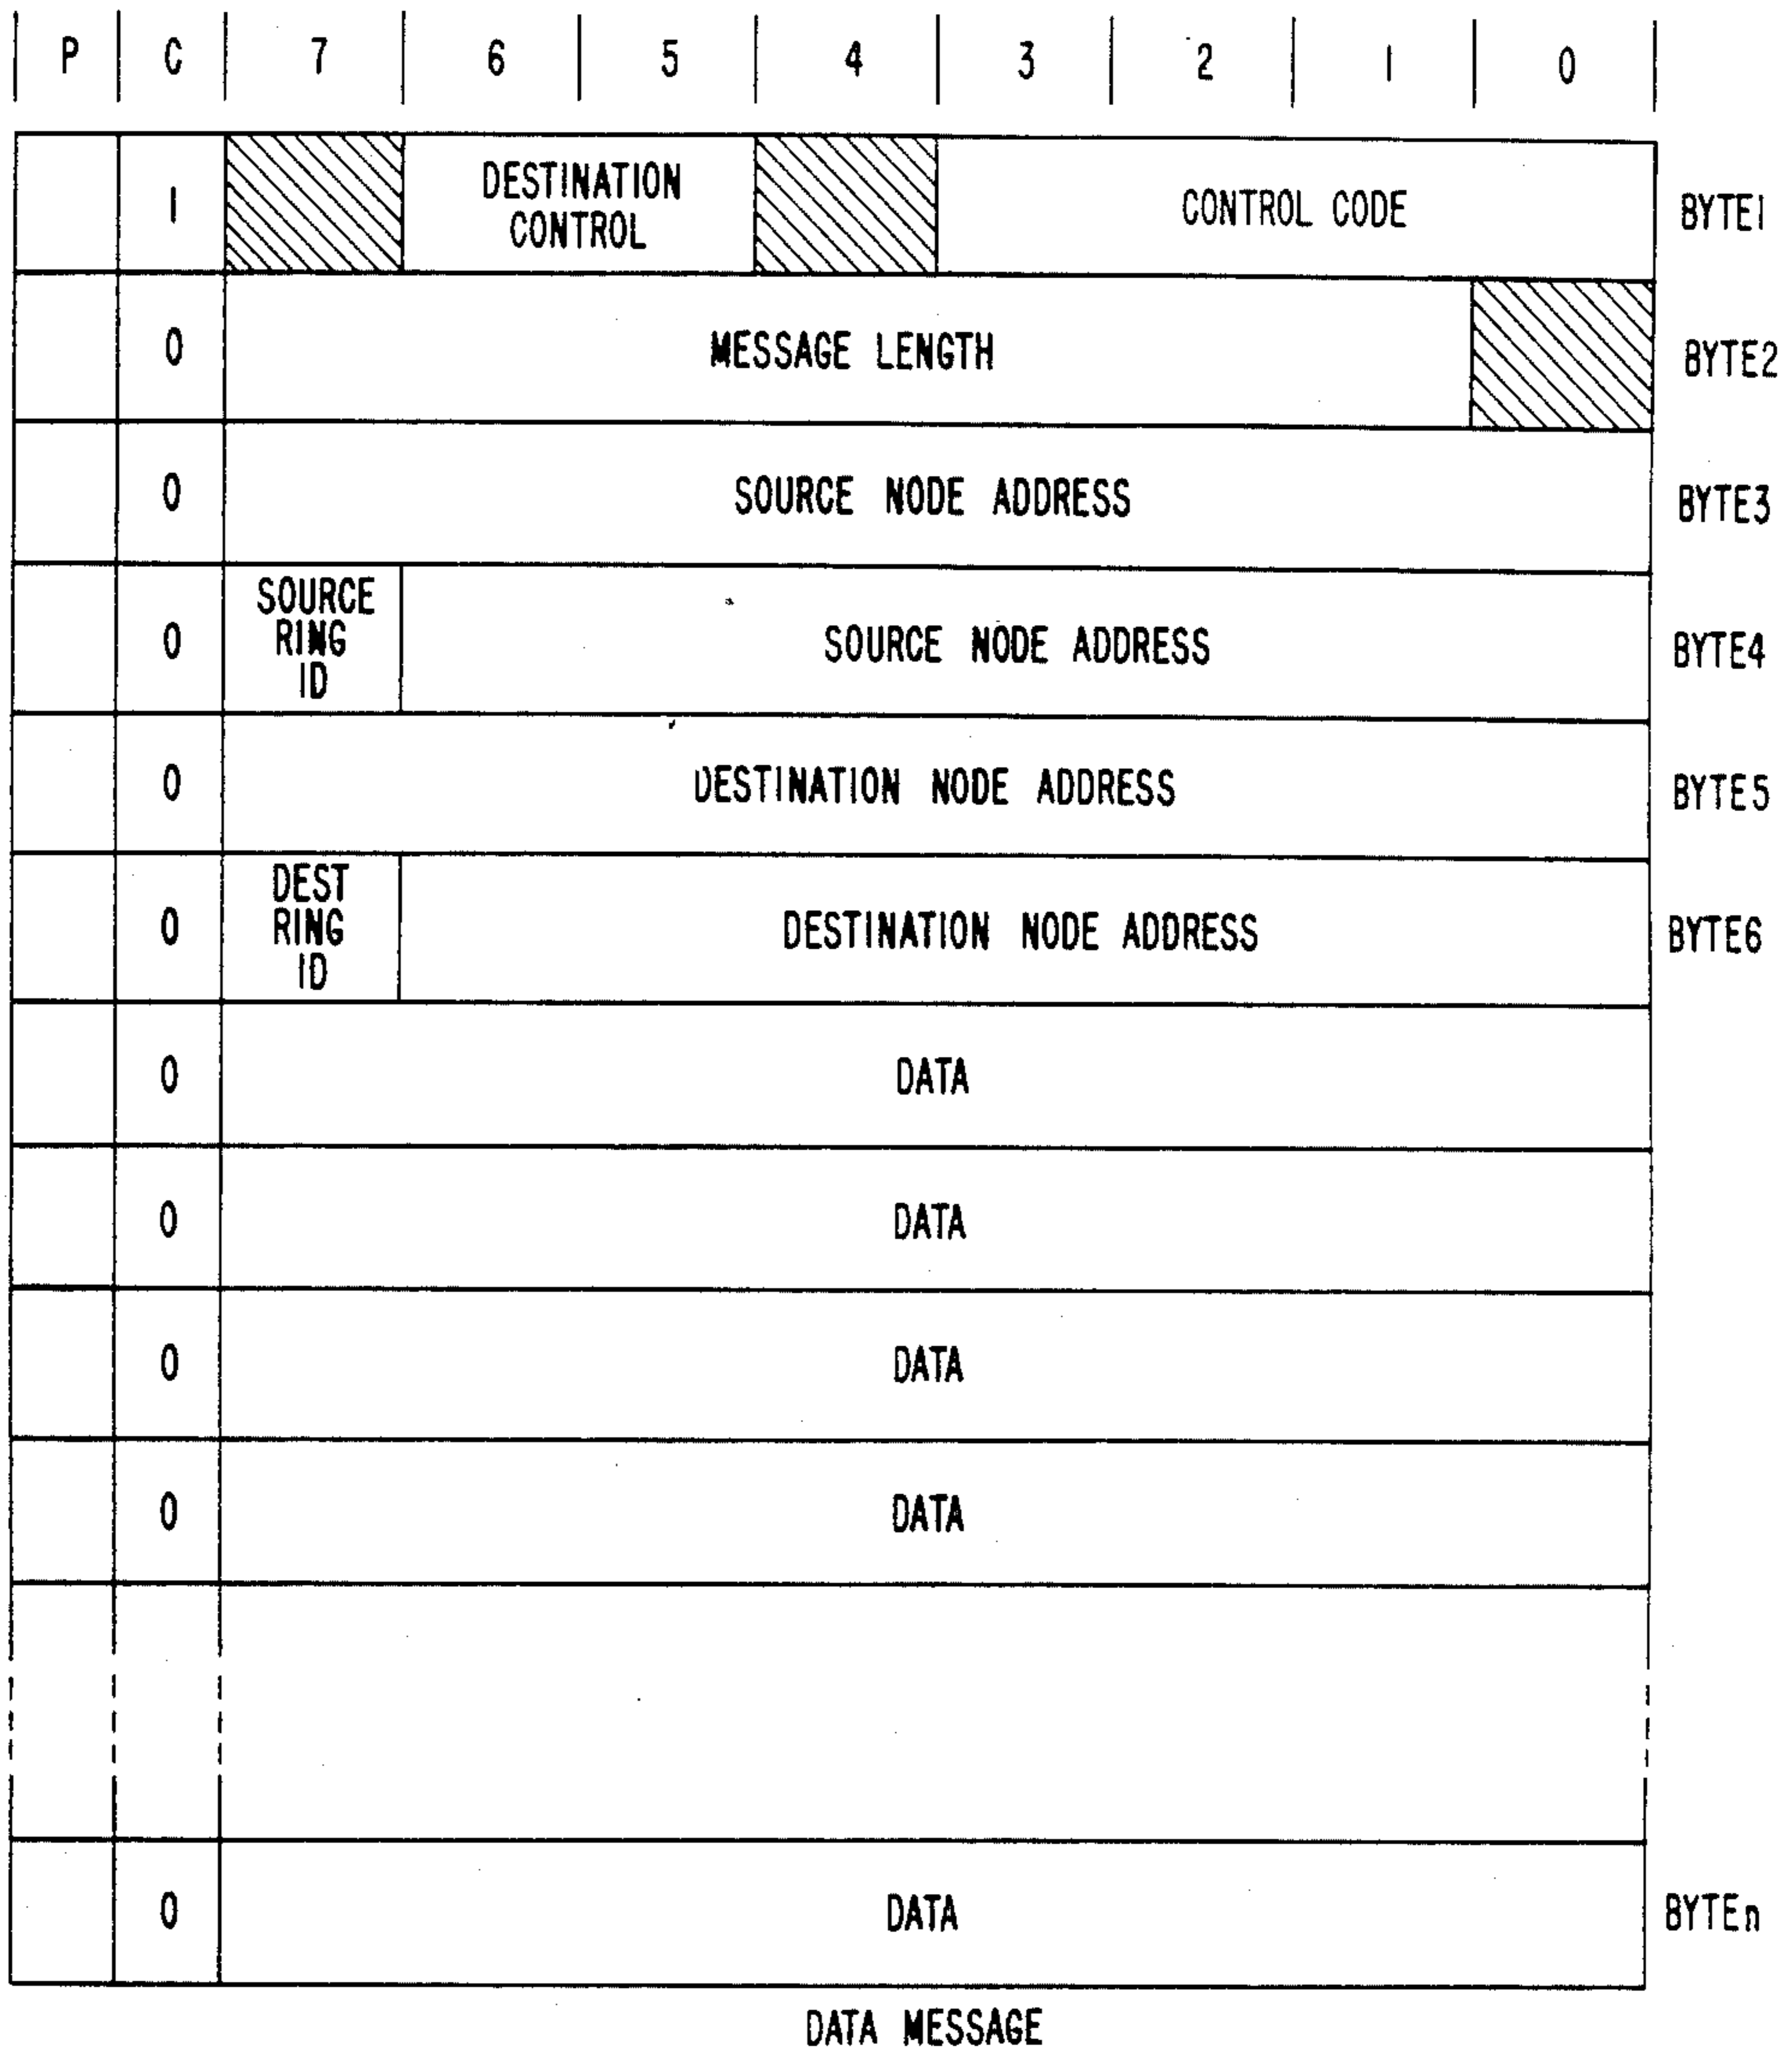 P C 7 6 5 4 3 2 1 0
1 DESTINATION CONTROL CODE BYTE1
CONTROL
0 MESSAGE LENGTH BYTE2
0 SOURCE NODE ADDRESS BYTE3
SOURCE
0 RING SOURCE NODE ADDRESS BYTE4
ID
0 DESTINATION NODE ADDRESS BYTE5
DEST
0 RING DESTINATION NODE ADDRESS BYTE6
ID
0 DATA
0 DATA
0 DATA
0 DATA
0 DATA BYTEn
DATA MESSAGE